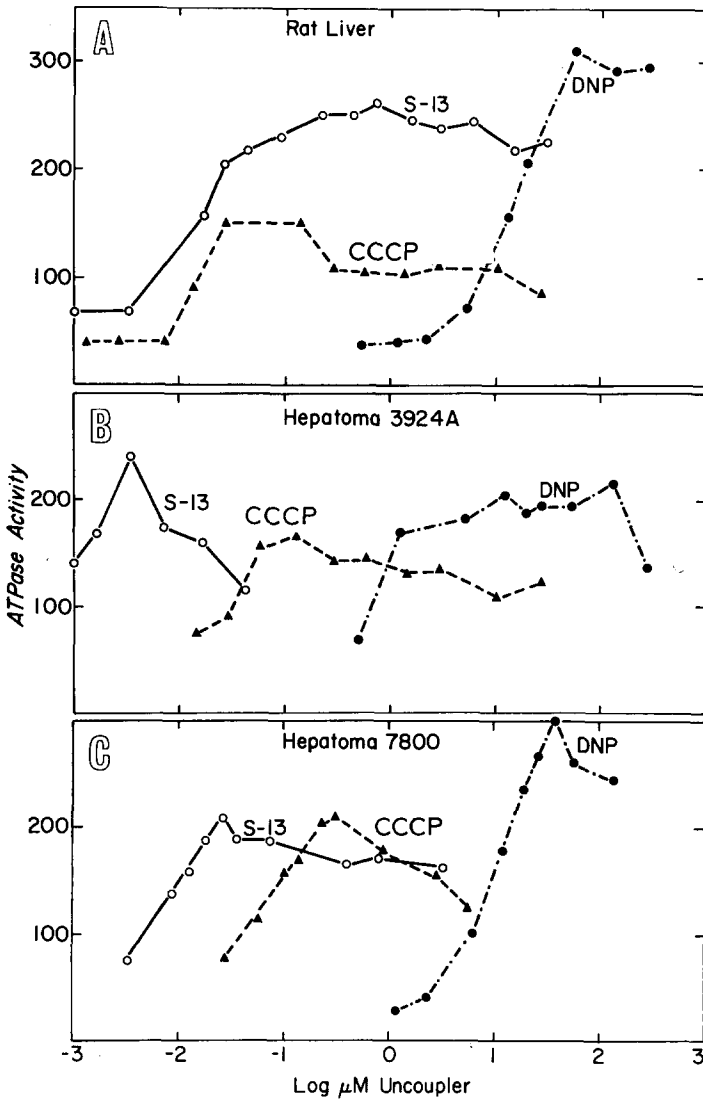 A
Rat Liver
300
200
100
S-13
DNP
CCCP
B
Hepatoma 3924A
200
100
S-13
CCCP
DNP
ATPase Activity
C
Hepatoma 7800
200
100
S-13
CCCP
DNP
-3 -2 -1 0 1 2 3
Log μM Uncoupler